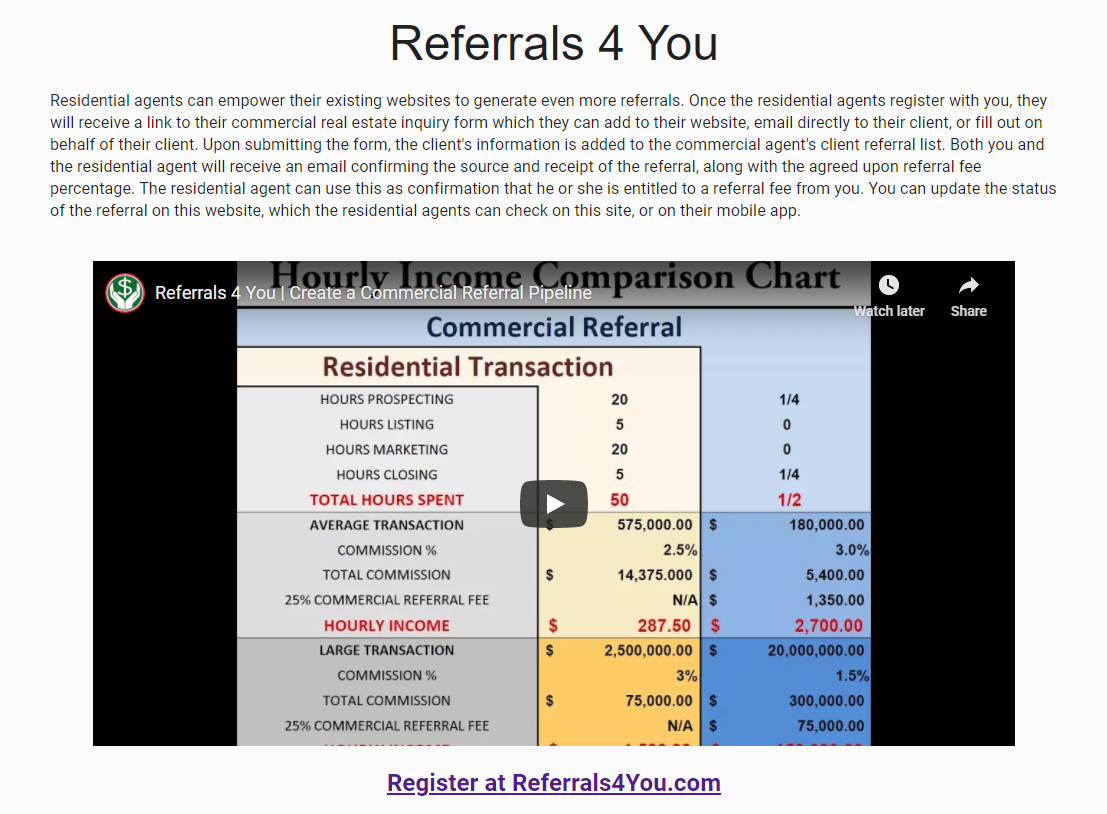 Referrals 4 You
Residential agents can empower their existing websites to generate even more referrals. Once the residential agents register with you, they
will receive a link to their commercial real estate inquiry form which they can add to their website, email directly to their client, or fill out on
behalf of their client. Upon submitting the form, the client's information is added to the commercial agent's client referral list. Both you and
the residential agent will receive an email confirming the source and receipt of the referral, along with the agreed upon referral fee
percentage. The residential agent can use this as confirmation that he or she is entitled to a referral fee from you. You can update the status
of the referral on this website, which the residential agents can check on this site, or on their mobile app.
Hourly Income Comparison Chart
Referrals 4 You | Create a Commercial Referral Pipeline
Watch later Share
Commercial Referral
Residential Transaction
HOURS PROSPECTING 20 1/4
HOURS LISTING 5 0
HOURS MARKETING 20 0
HOURS CLOSING 5 1/4
TOTAL HOURS SPENT 50 1/2
AVERAGE TRANSACTION $ 575,000.00 $ 180,000.00
COMMISSION % 2.5% 3.0%
TOTAL COMMISSION $ 14,375.000 $ 5,400.00
25% COMMERCIAL REFERRAL FEE N/A $ 1,350.00
HOURLY INCOME $ 287.50 $ 2,700.00
LARGE TRANSACTION $ 2,500,000.00 $ 20,000,000.00
COMMISSION % 3% 1.5%
TOTAL COMMISSION $ 75,000.00 $ 300,000.00
25% COMMERCIAL REFERRAL FEE N/A $ 75,000.00
Register at Referrals4You.com